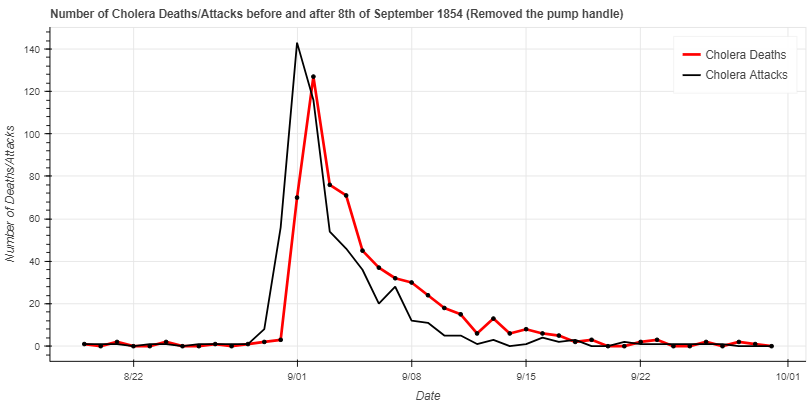 Number of Cholera Deaths/Attacks before and after 8th of September 1854 (Removed the pump handle)
Cholera Deaths
Cholera Attacks
Number of Deaths/Attacks
140
120
100
80
60
40
20
0
8/22 9/01 9/08 9/15 9/22 10/01
Date